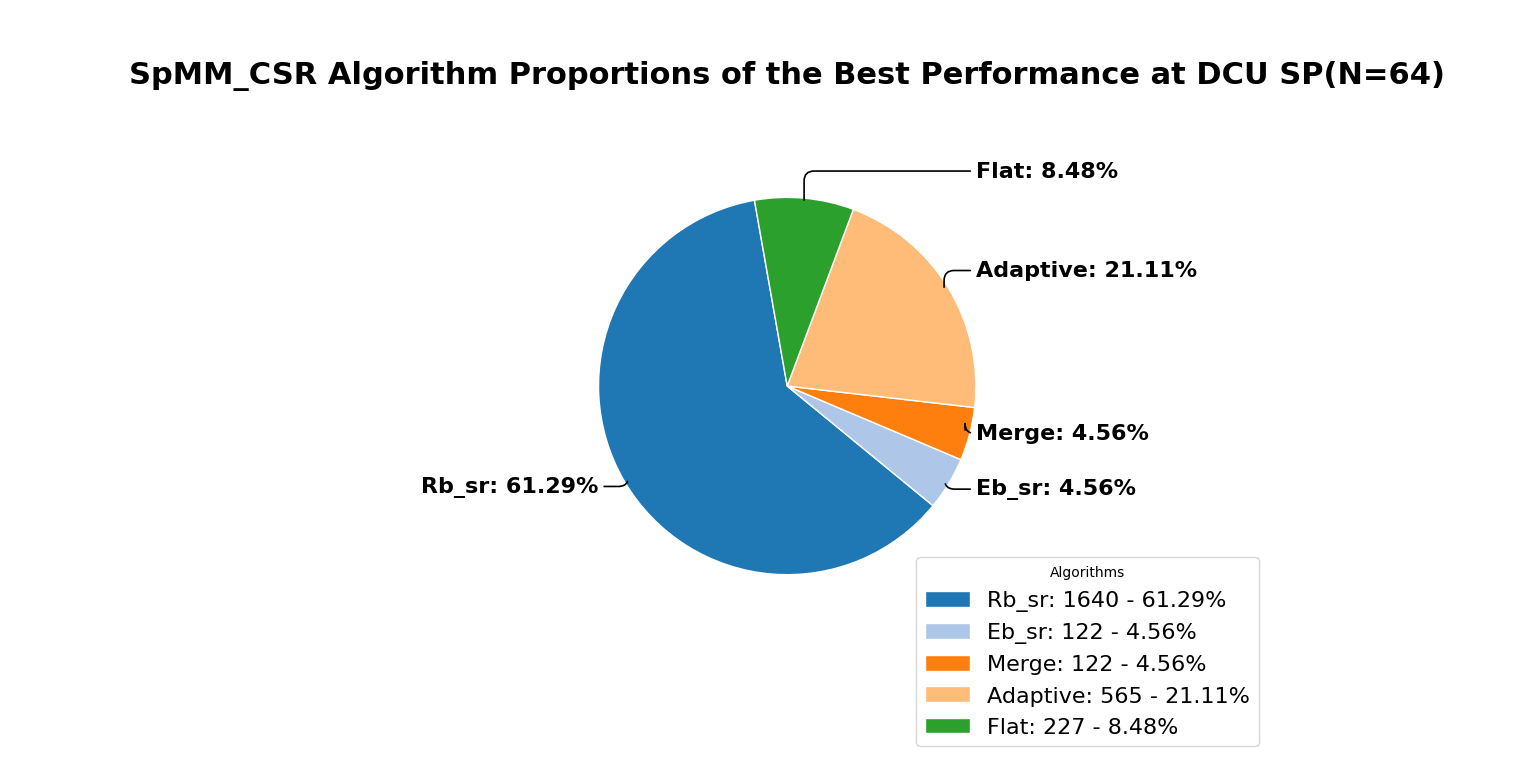 SpMM_CSR Algorithm Proportions of the Best Performance at DCU SP(N=64)
Flat: 8.48%
Adaptive: 21.11%
Merge: 4.56%
Rb_sr: 61.29%
Eb_sr: 4.56%
Algorithms
Rb_sr: 1640 - 61.29%
Eb_sr: 122 - 4.56%
Merge: 122 - 4.56%
Adaptive: 565 - 21.11%
Flat: 227 - 8.48%